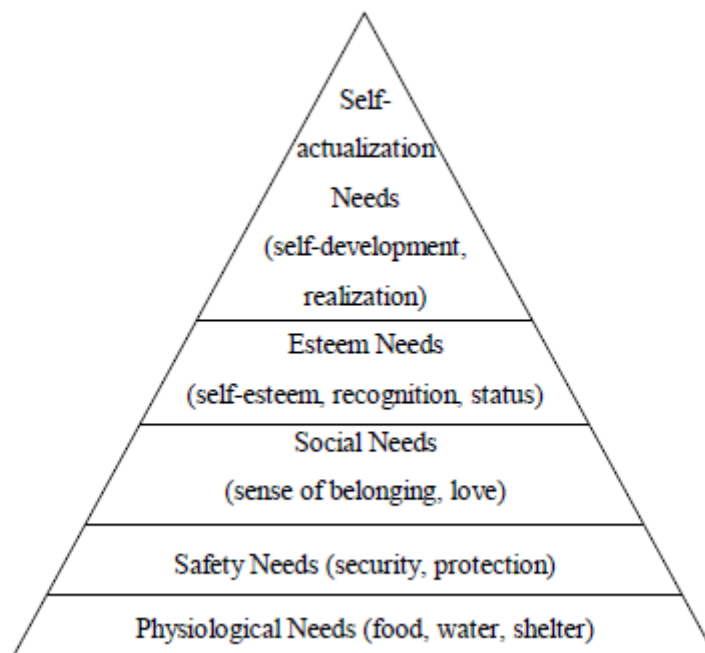 Self-
actualization
Needs
(self-development,
realization)
Esteem Needs
(self-esteem, recognition, status)
Social Needs
(sense of belonging, love)
Safety Needs (security, protection)
Physiological Needs (food, water, shelter)